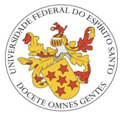 UNIVERSIDADE FEDERAL DO ESPÍRITO SANTO
DOCETE OMNES GENTES